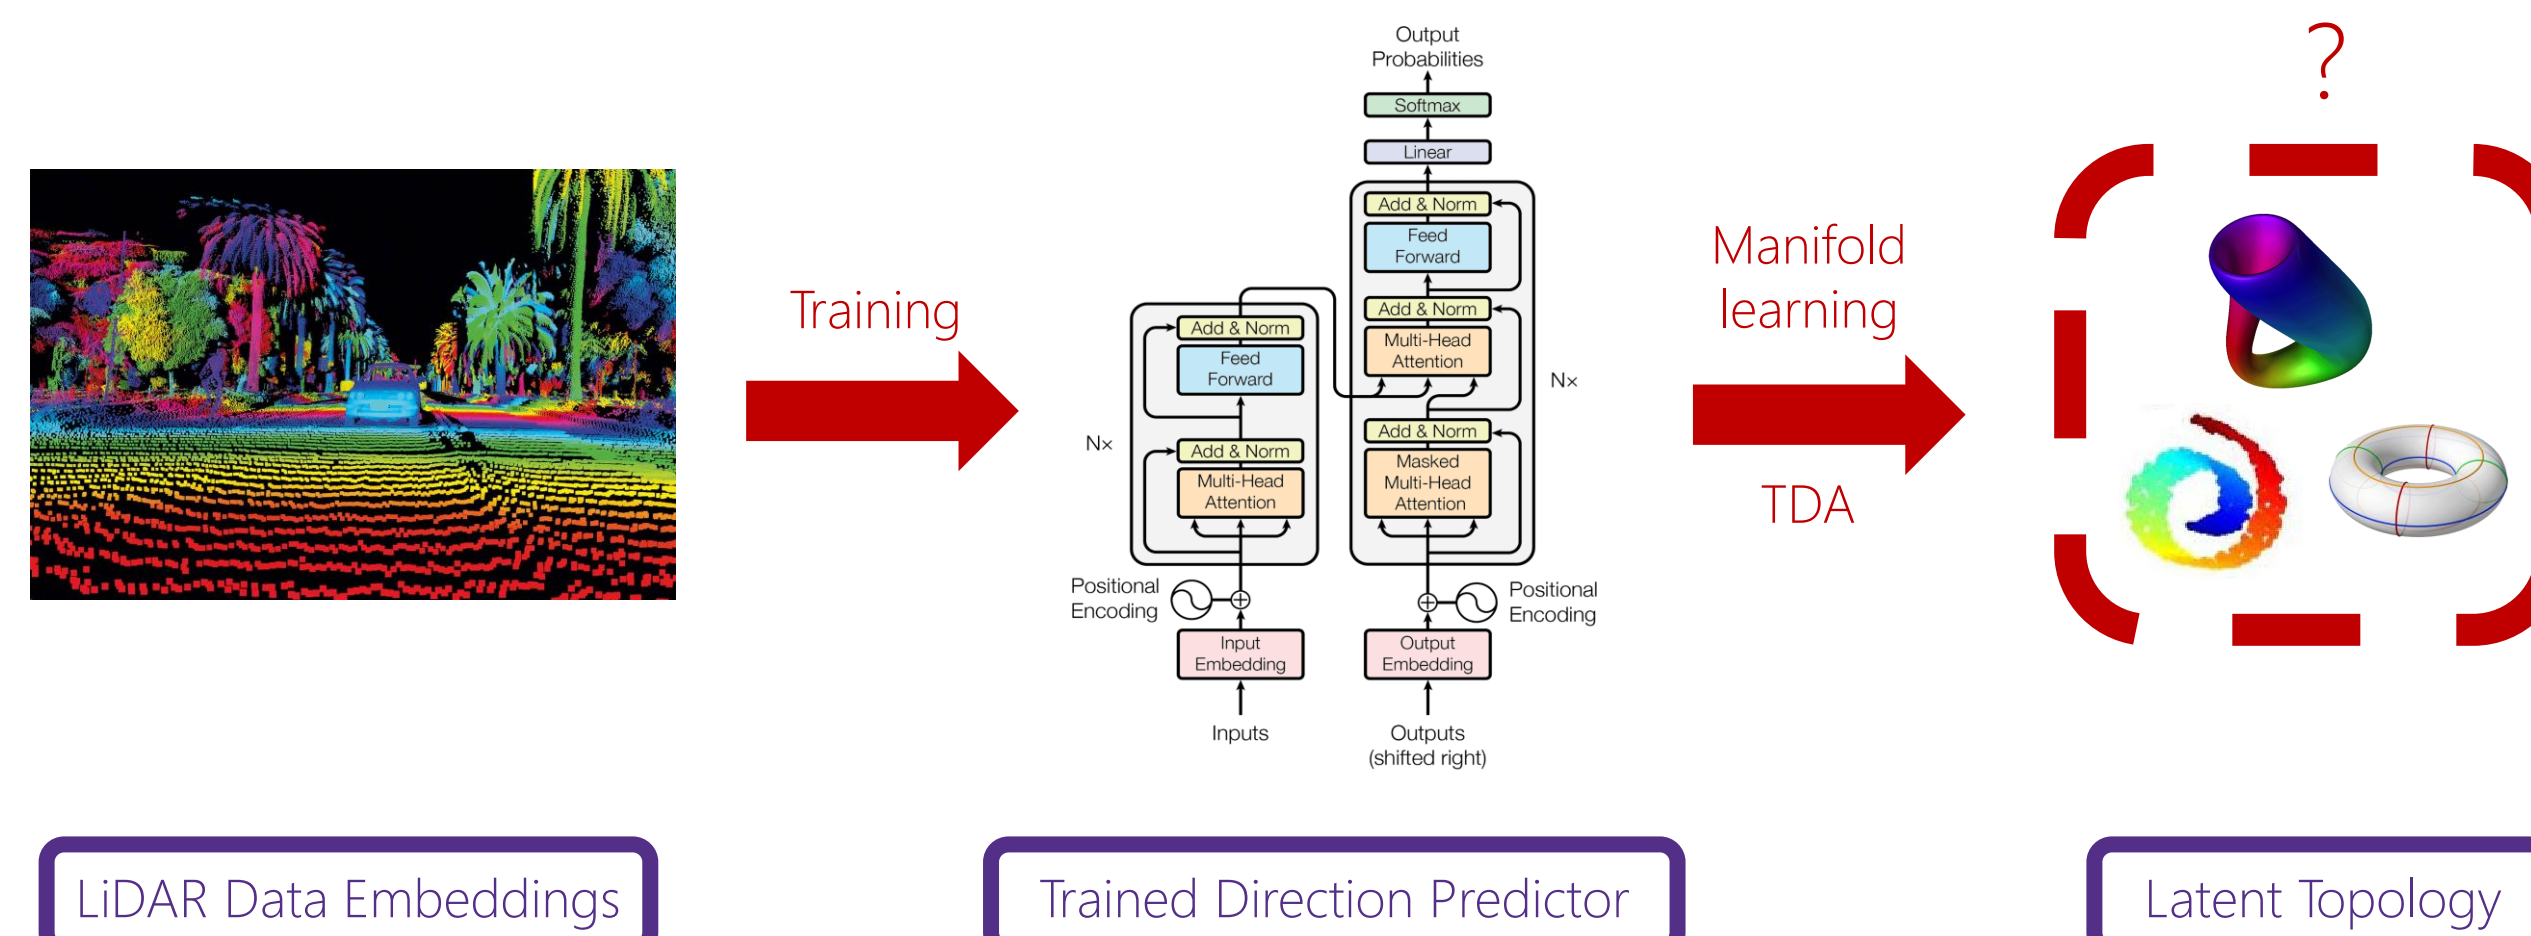 Training
Output
Probabilities
Softmax
Linear
Add & Norm
Feed
Forward
Add & Norm
Multi-Head
Attention
Nx
Add & Norm
Masked
Multi-Head
Attention
Positional
Encoding
Output
Embedding
Outputs
(shifted right)
Add & Norm
Feed
Forward
Nx
Add & Norm
Multi-Head
Attention
Positional
Encoding
Input
Embedding
Inputs
Manifold
learning
TDA
?
LiDAR Data Embeddings
Trained Direction Predictor
Latent Topology